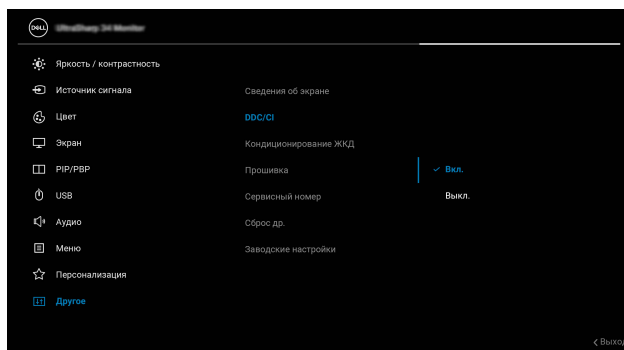 DELL
UltraSharp 34 Monitor
Яркость / контрастность
Источник сигнала
Сведения об экране
Цвет
DDC/CI
Экран
Кондиционирование ЖКД
PIP/PBP
Прошивка
Вкл.
USB
Сервисный номер
Выкл.
Аудио
Сброс др.
Меню
Заводские настройки
Персонализация
Другое
Выход